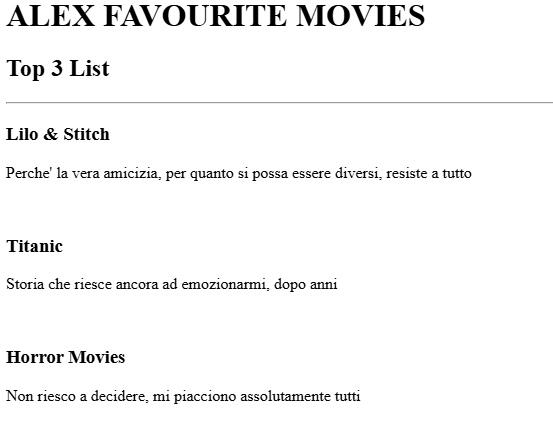 ALEX FAVOURITE MOVIES
Top 3 List
Lilo & Stitch
Perche' la vera amicizia, per quanto si possa essere diversi, resiste a tutto
Titanic
Storia che riesce ancora ad emozionarmi, dopo anni
Horror Movies
Non riesco a decidere, mi piacciono assolutamente tutti